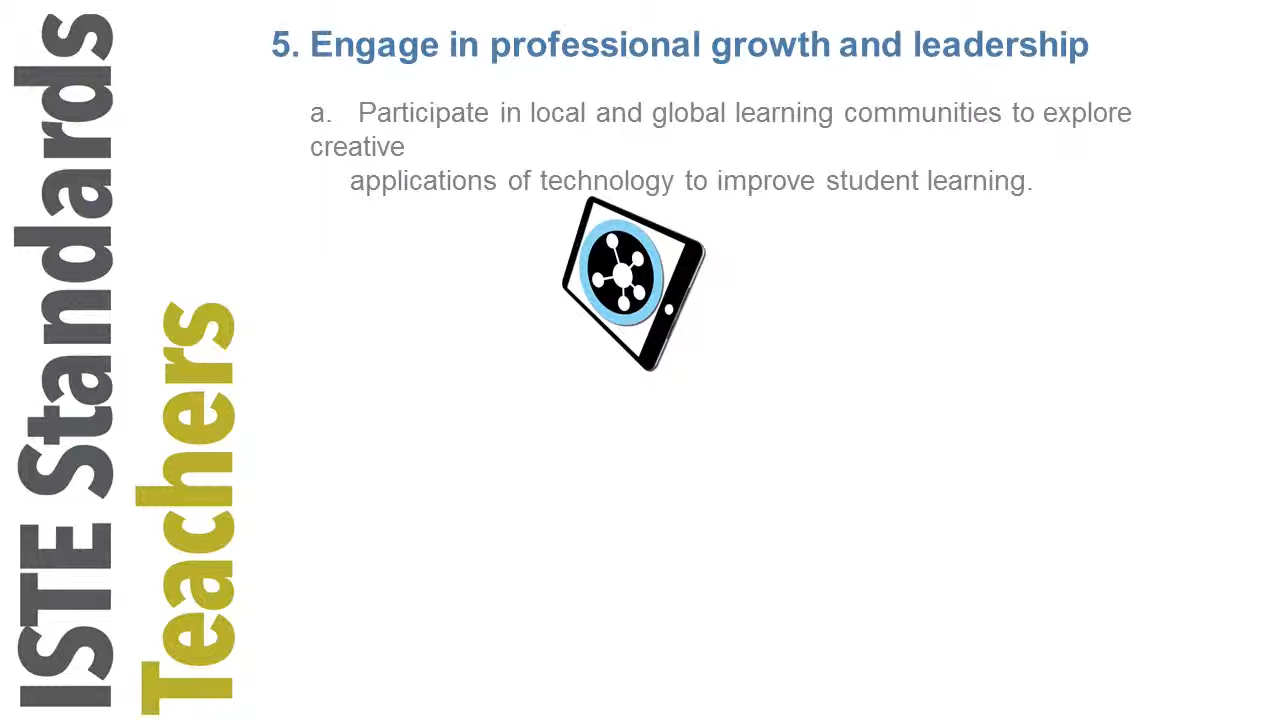 ISTE Standards
Teachers
5. Engage in professional growth and leadership
a. Participate in local and global learning communities to explore
creative
applications of technology to improve student learning.